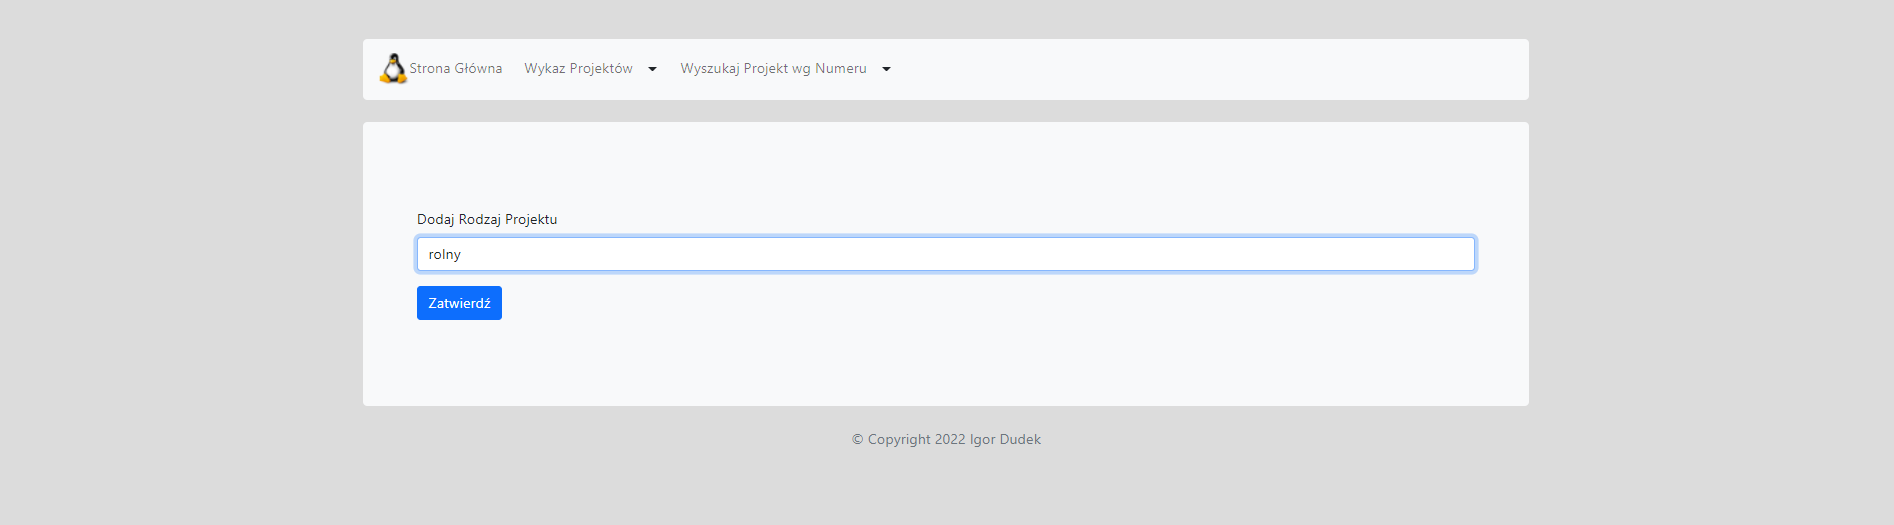 Strona Główna Wykaz Projektów Wyszukaj Projekt wg Numeru
Dodaj Rodzaj Projektu
rolny
Zatwierdź
© Copyright 2022 Igor Dudek